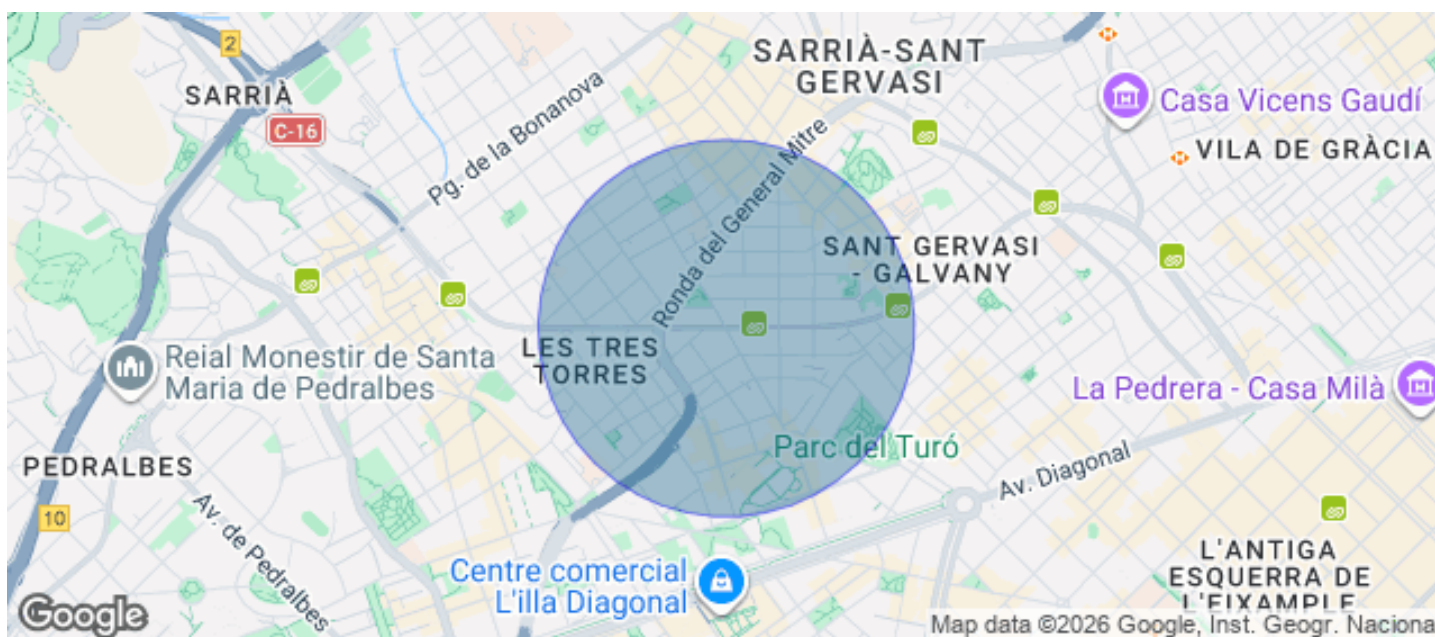 2
SARRIÀ-SANT
GERVASI
SARRIÀ
C-16
Pg. de la Bonanova
Casa Vicens Gaudí
Ronda del General Mitre
VILA DE GRÀCIA
SANT GERVASI
- GALVANY
LES TRES
TORRES
Reial Monestir de Santa
Maria de Pedralbes
La Pedrera - Casa Milà
PEDRALBES
Parc del Turó
Av. Diagonal
10
Av. de Pedralbes
Centre comercial
L'illa Diagonal
L'ANTIGA
ESQUERRA DE
L'EIXAMPLE
Google
Map data ©2026 Google, Inst. Geogr. Naciona